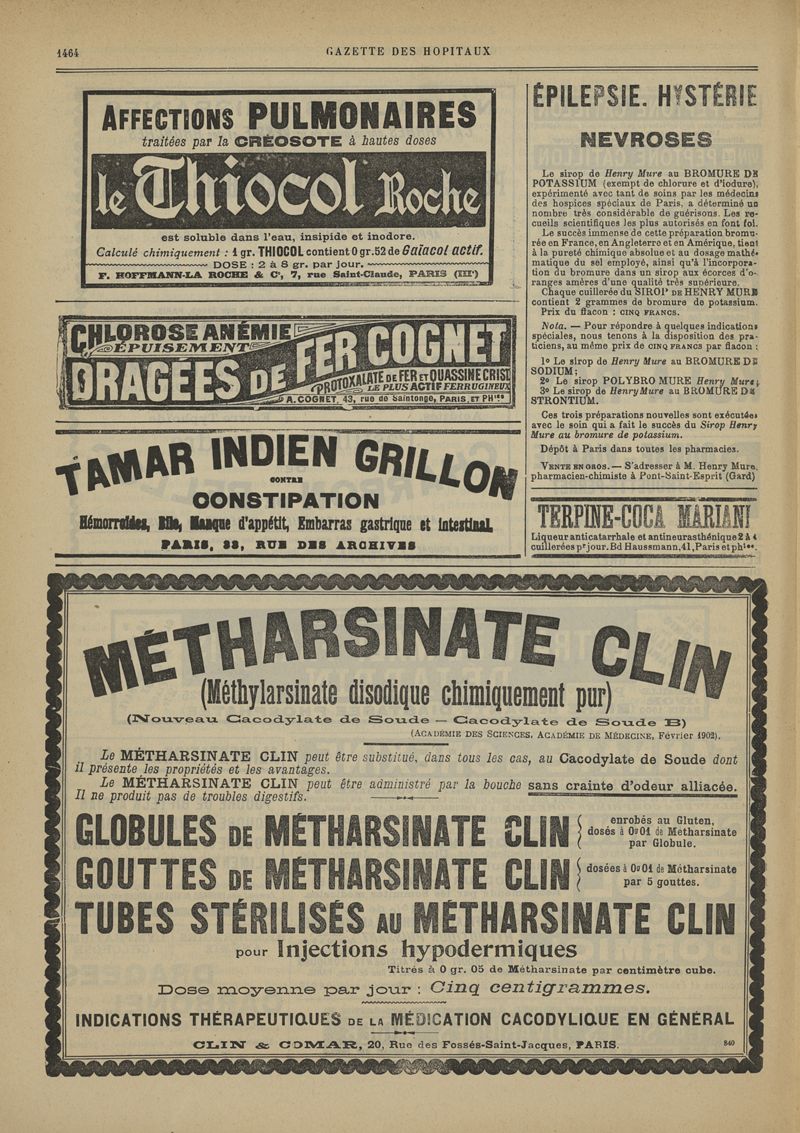 1464
GAZETTE DES HOPITAUX
AFFECTIONS PULMONAIRES
traitées par la CRÉOSOTE à hautes doses
le Thiocol Roche
est soluble dans l'eau, insipide et inodore.
Calculé chimiquement : 1 gr. THIOCOL contient 0 gr. 52 de Gaïacol actif.
DOSE : 2 à 8 gr. par jour.
F. HOFFMANN-LA ROCHE & Cº, 7, rue Saint-Claude, PARIS (IIIº)
CHLOROSE ANÉMIE
ÉPUISEMENT
DRAGÉES DE FER COGNET
PROTOXALATE DE FER ET QUASSINE CRIST.
LE PLUS ACTIF FERRUGINEUX
A. COGNET, 43, rue de Saintonge, PARIS, ET PHies
TAMAR INDIEN GRILLON
CONTRE
CONSTIPATION
Hémorroïdes, Bile, Manque d'appétit, Embarras gastrique et intestinal.
PARIS, 33, RUE DES ARCHIVES
ÉPILEPSIE. HYSTÉRIE
NEVROSES
Le sirop de Henry Mure au BROMURE DE
POTASSIUM (exempt de chlorure et d'iodure),
expérimenté avec tant de soins par les médecins
des hospices spéciaux de Paris, a déterminé un
nombre très considérable de guérisons. Les re-
cueils scientifiques les plus autorisés en font foi.
Le succès immense de cette préparation bromu-
rée en France, en Angleterre et en Amérique, tient
à la pureté chimique absolue et au dosage mathé-
matique du sel employé, ainsi qu'à l'incorpora-
tion du bromure dans un sirop aux écorces d'o-
ranges amères d'une qualité très supérieure.
Chaque cuillerée du SIROP DE HENRY MURE
contient 2 grammes de bromure de potassium.
Prix du flacon : CINQ FRANCS.
Nota. — Pour répondre à quelques indications
spéciales, nous tenons à la disposition des pra-
ticiens, au même prix de CINQ FRANCS par flacon :
1º Le sirop de Henry Mure au BROMURE DE
SODIUM;
2º Le sirop POLYBROMURE Henry Mure;
3º Le sirop de Henry Mure au BROMURE DE
STRONTIUM.
Ces trois préparations nouvelles sont exécutées
avec le soin qui a fait le succès du Sirop Henry
Mure au bromure de potassium.
Dépôt à Paris dans toutes les pharmacies.
VENTE EN GROS. — S'adresser à M. Henry Mure,
pharmacien-chimiste à Pont-Saint-Esprit (Gard)
TERPINE-COCA MARIANI
Liqueur anticatarrhale et antineurasthénique 2 à 4
cuillerées pr jour. Bd Haussmann, 41, Paris et phies.
MÉTHARSINATE CLIN
(Méthylarsinate disodique chimiquement pur)
(Nouveau Cacodylate de Soude — Cacodylate de Soude B)
(ACADÉMIE DES SCIENCES, ACADÉMIE DE MÉDECINE, Février 1902).
Le MÉTHARSINATE CLIN peut être substitué, dans tous les cas, au Cacodylate de Soude dont
il présente les propriétés et les avantages.
Le MÉTHARSINATE CLIN peut être administré par la bouche sans crainte d'odeur alliacée.
Il ne produit pas de troubles digestifs.
GLOBULES DE MÉTHARSINATE CLIN
enrobés au Gluten,
dosés à 0gr01 de Métharsinate
par Globule.
GOUTTES DE MÉTHARSINATE CLIN
dosées à 0gr01 de Métharsinate
par 5 gouttes.
TUBES STÉRILISÉS AU MÉTHARSINATE CLIN
pour Injections hypodermiques
Titrés à 0 gr. 05 de Métharsinate par centimètre cube.
Dose moyenne par jour : Cinq centigrammes.
INDICATIONS THÉRAPEUTIQUES DE LA MÉDICATION CACODYLIQUE EN GÉNÉRAL
CLIN & COMAR, 20, Rue des Fossés-Saint-Jacques, PARIS.
840